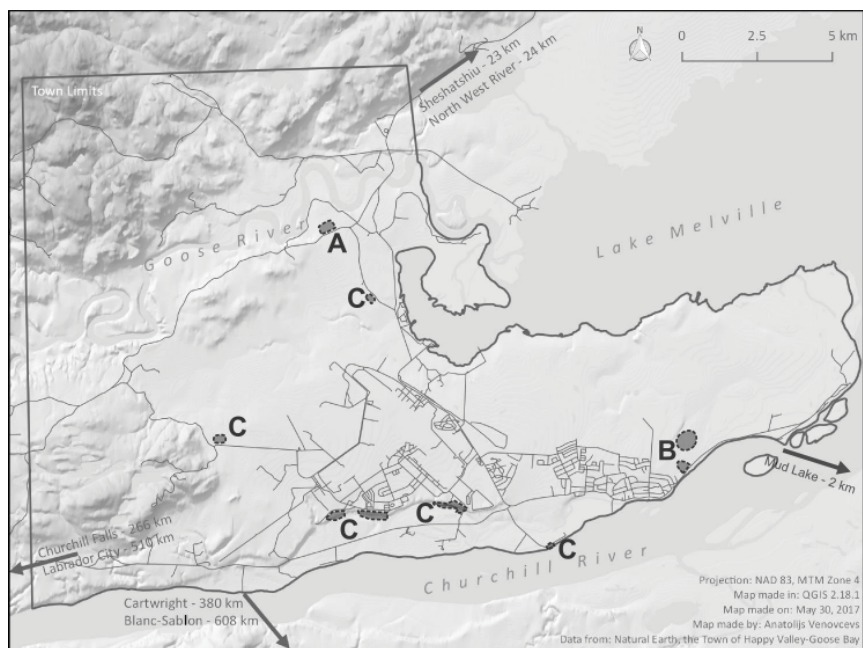 0 2.5 5 km
Sheshatshiu - 23 km
North West River - 24 km
Town Limits
Lake Melville
Goose River
A
C
C
B
Mud Lake - 2 km
C
C
C
Churchill Falls - 266 km
Labrador City - 510 km
Churchill River
Cartwright - 380 km
Blanc-Sablon - 608 km
Projection: NAD 83, MTM Zone 4
Map made in: QGIS 2.18.1
Map made on: May 30, 2017
Map made by: Anatolijs Venovcevs
Data from: Natural Earth, the Town of Happy Valley-Goose Bay